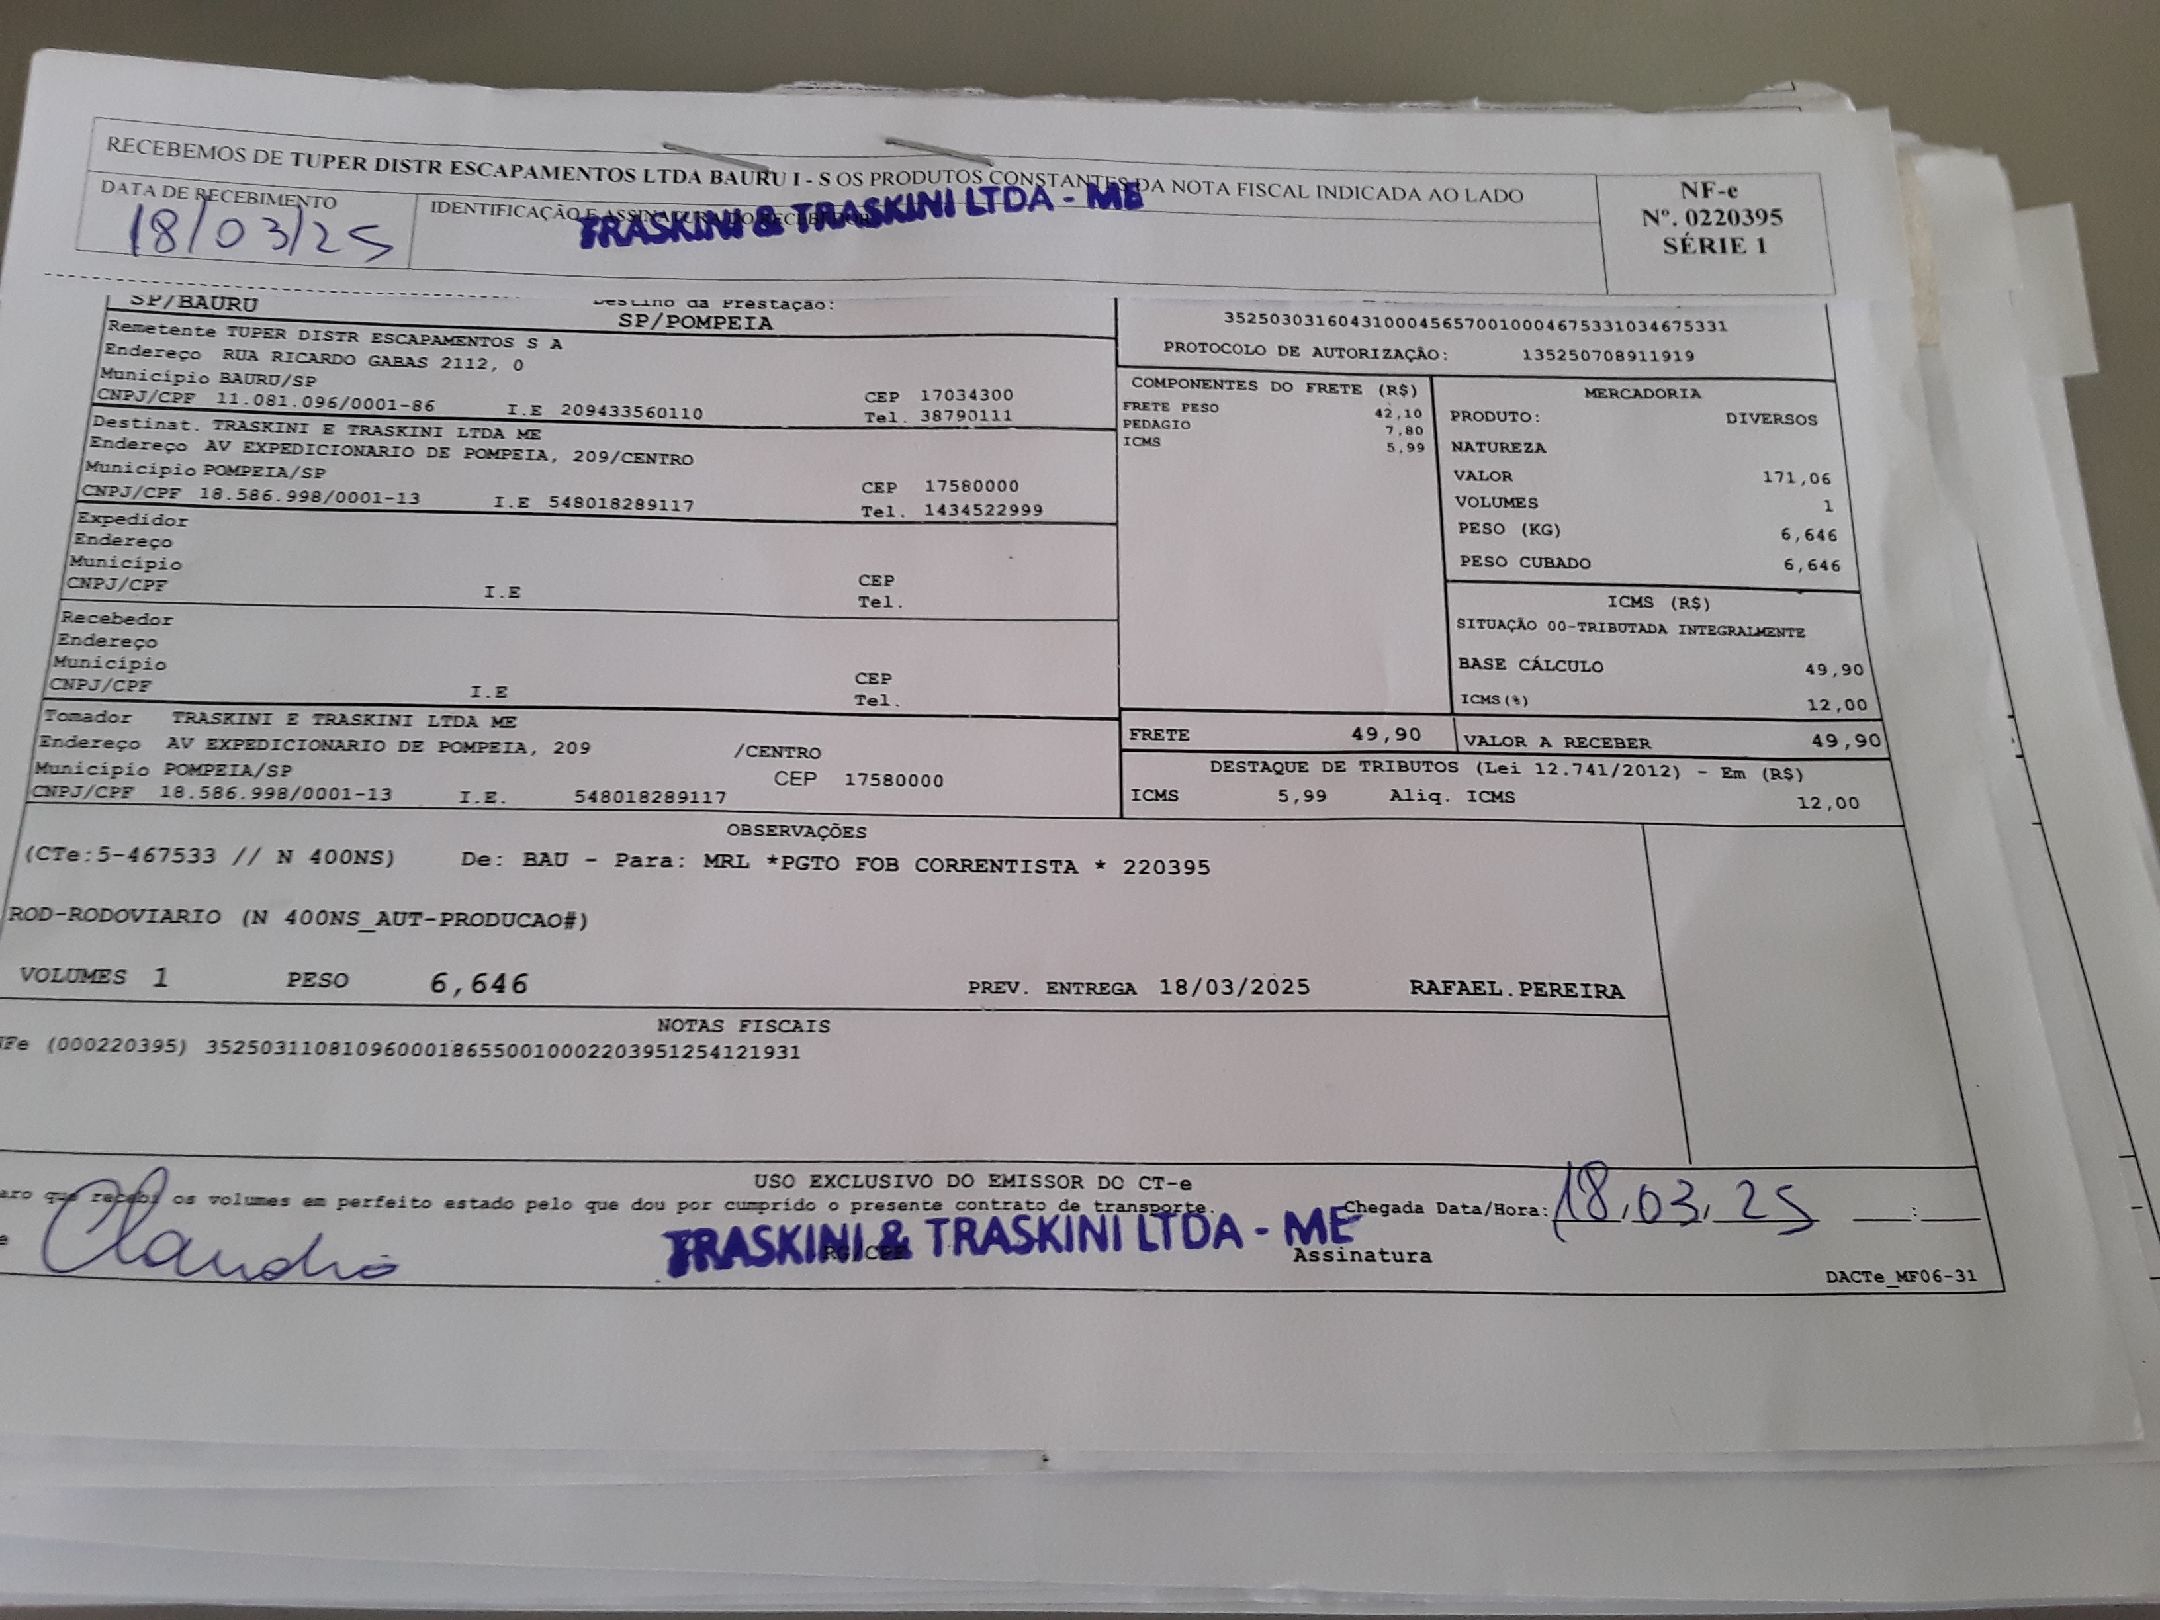 RECEBEMOS DE TUPER DISTR ESCAPAMENTOS LTDA BAURU I - S OS PRODUTOS CONSTANTES DA NOTA FISCAL INDICADA AO LADO
NF-e
Nº. 0220395
SÉRIE 1
DATA DE RECEBIMENTO
18/03/25
IDENTIFICAÇÃO E ASSINATURA DO RECEBEDOR
TRASKINI & TRASKINI LTDA - ME
SP/BAURU
Destino da Prestação:
SP/POMPEIA
Remetente TUPER DISTR ESCAPAMENTOS S A
Endereço RUA RICARDO GABAS 2112, 0
Município BAURU/SP CEP 17034300
CNPJ/CPF 11.081.096/0001-86 I.E 209433560110 Tel. 38790111
Destinat. TRASKINI E TRASKINI LTDA ME
Endereço AV EXPEDICIONARIO DE POMPEIA, 209/CENTRO
Município POMPEIA/SP CEP 17580000
CNPJ/CPF 18.586.998/0001-13 I.E 548018289117 Tel. 1434522999
Expedidor
Endereço
Município CEP
CNPJ/CPF I.E Tel.
Recebedor
Endereço
Município CEP
CNPJ/CPF I.E Tel.
Tomador TRASKINI E TRASKINI LTDA ME
Endereço AV EXPEDICIONARIO DE POMPEIA, 209 /CENTRO
Município POMPEIA/SP CEP 17580000
CNPJ/CPF 18.586.998/0001-13 I.E. 548018289117
35250303160431000456570010004675331034675331
PROTOCOLO DE AUTORIZAÇÃO: 135250708911919
COMPONENTES DO FRETE (R$)
FRETE PESO 42,10
PEDAGIO 7,80
ICMS 5,99
MERCADORIA
PRODUTO: DIVERSOS
NATUREZA
VALOR 171,06
VOLUMES 1
PESO (KG) 6,646
PESO CUBADO 6,646
ICMS (R$)
SITUAÇÃO 00-TRIBUTADA INTEGRALMENTE
BASE CÁLCULO 49,90
ICMS(%) 12,00
FRETE 49,90
VALOR A RECEBER 49,90
DESTAQUE DE TRIBUTOS (Lei 12.741/2012) - Em (R$)
ICMS 5,99 Aliq. ICMS 12,00
OBSERVAÇÕES
(CTe:5-467533 // N 400NS) De: BAU - Para: MRL *PGTO FOB CORRENTISTA * 220395
ROD-RODOVIARIO (N 400NS_AUT-PRODUCAO#)
VOLUMES 1 PESO 6,646 PREV. ENTREGA 18/03/2025 RAFAEL.PEREIRA
NOTAS FISCAIS
Fe (000220395) 35250311081096000186550010002203951254121931
USO EXCLUSIVO DO EMISSOR DO CT-e
aro que recebi os volumes em perfeito estado pelo que dou por cumprido o presente contrato de transporte.
Chegada Data/Hora: 18.03.25 __:__
Claudio
TRASKINI & TRASKINI LTDA - ME
RG/CPF
Assinatura
DACTe_MF06-31